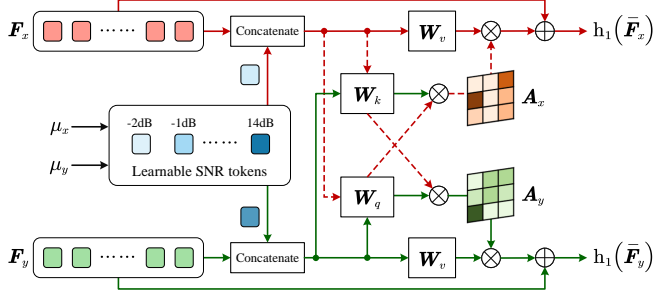 F_x
Concatenate
W_v
h_1(F̄_x)
W_k
A_x
μ_x
μ_y
-2dB -1dB 14dB
Learnable SNR tokens
W_q
A_y
F_y
Concatenate
W_v
h_1(F̄_y)